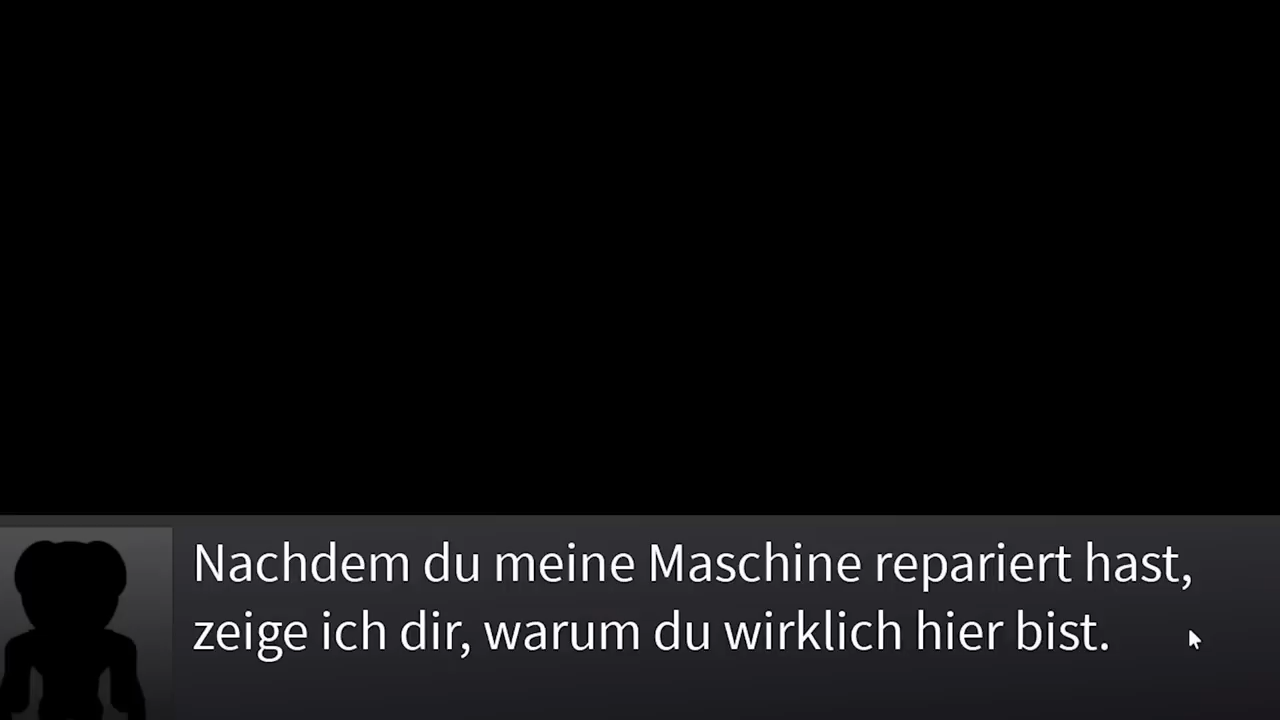 Nachdem du meine Maschine repariert hast,
zeige ich dir, warum du wirklich hier bist.